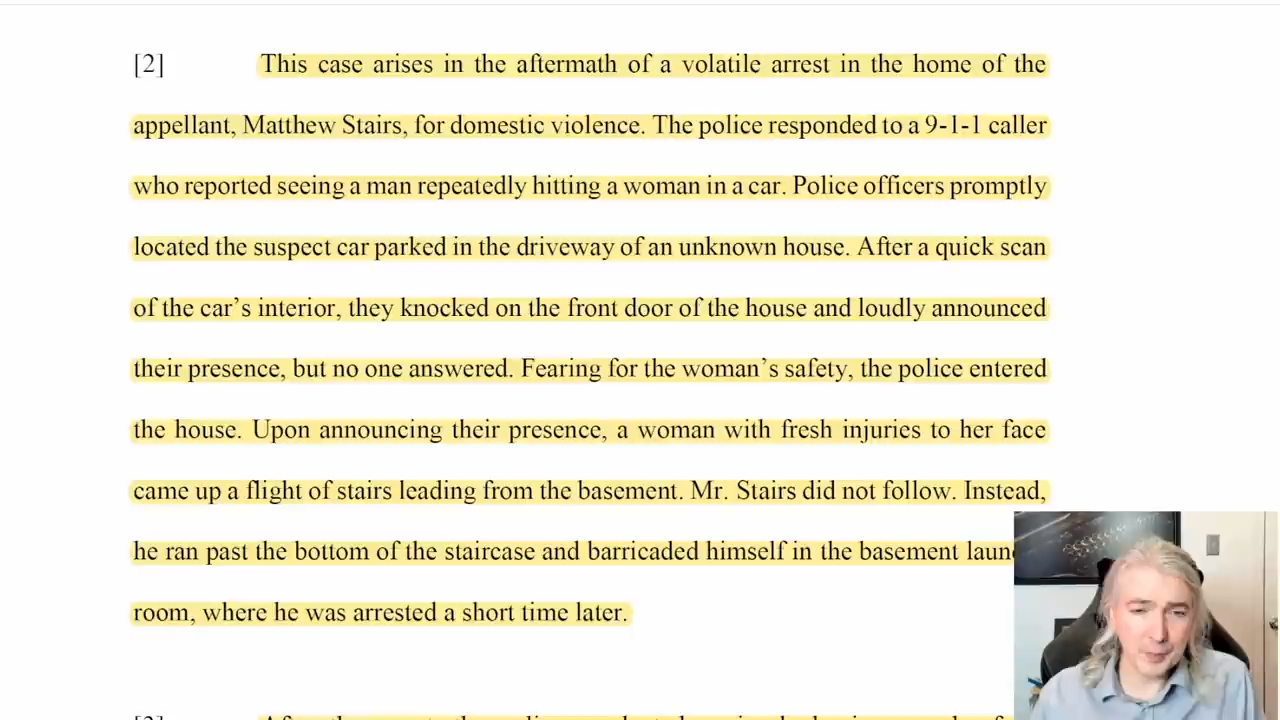 [2] This case arises in the aftermath of a volatile arrest in the home of the
appellant, Matthew Stairs, for domestic violence. The police responded to a 9-1-1 caller
who reported seeing a man repeatedly hitting a woman in a car. Police officers promptly
located the suspect car parked in the driveway of an unknown house. After a quick scan
of the car’s interior, they knocked on the front door of the house and loudly announced
their presence, but no one answered. Fearing for the woman’s safety, the police entered
the house. Upon announcing their presence, a woman with fresh injuries to her face
came up a flight of stairs leading from the basement. Mr. Stairs did not follow. Instead,
he ran past the bottom of the staircase and barricaded himself in the basement
room, where he was arrested a short time later.